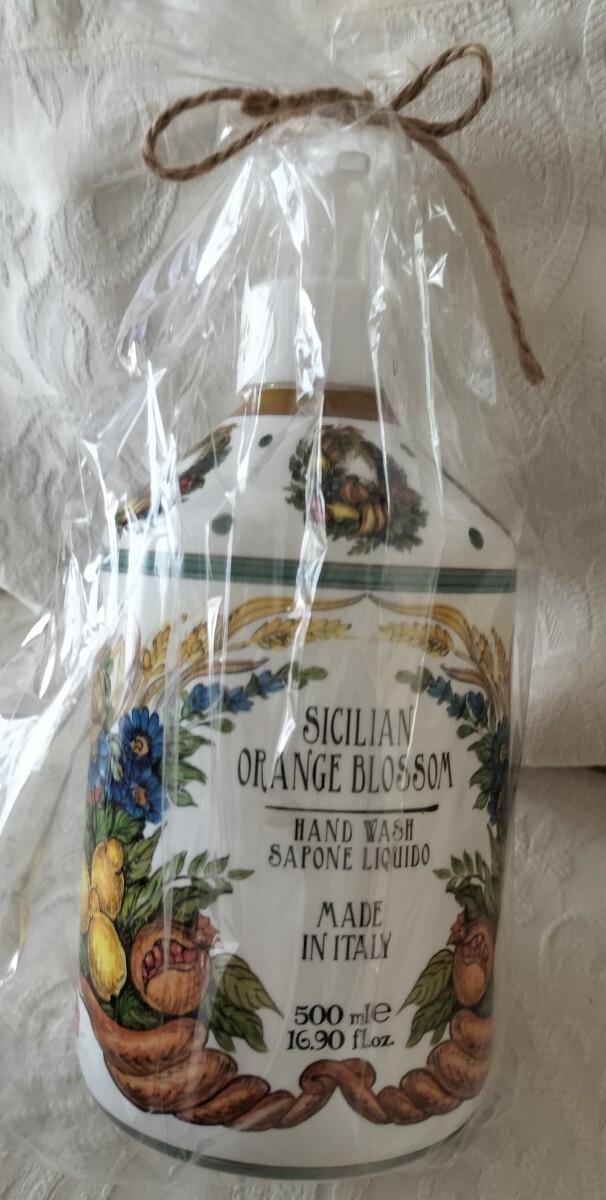 SICILIAN
ORANGE BLOSSOM
HAND WASH
SAPONE LIQUIDO
MADE
IN ITALY
500 ml e
16.90 fl.oz.